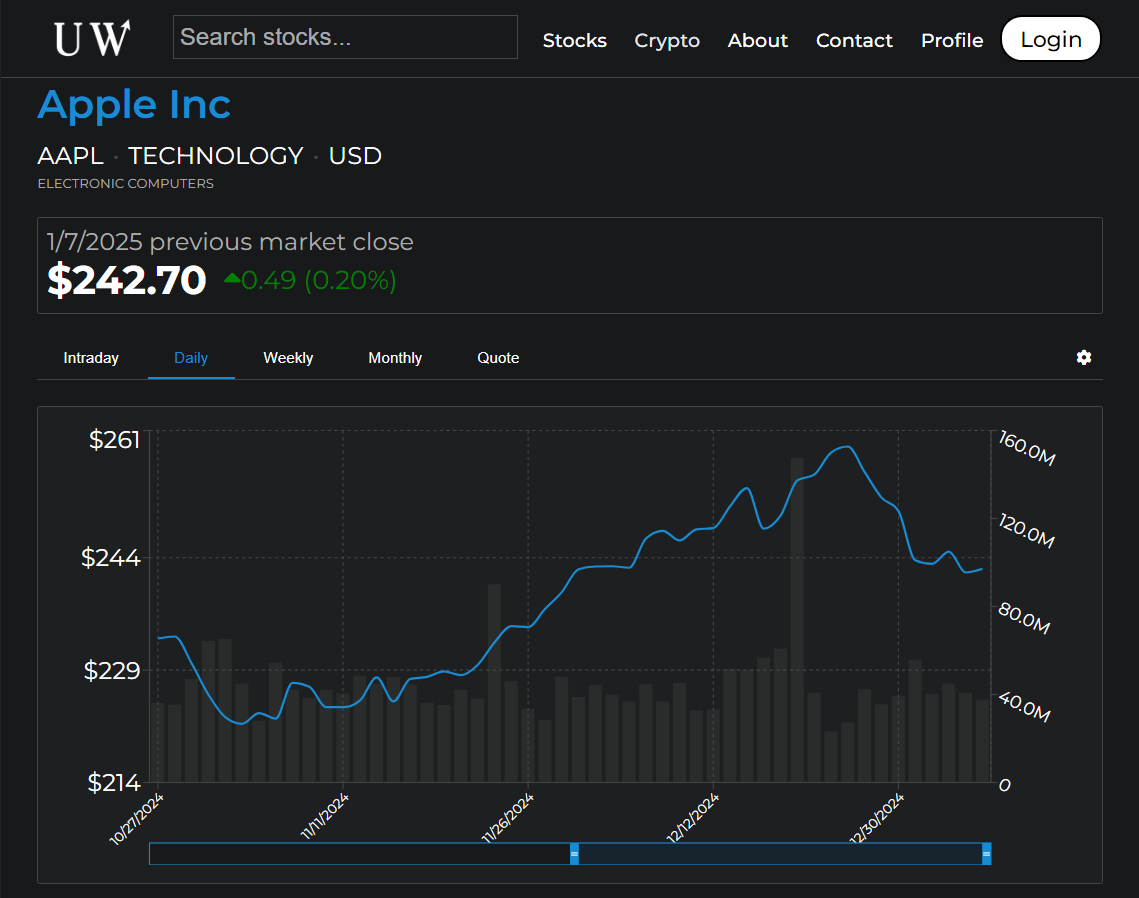 UW
Search stocks...
Stocks Crypto About Contact Profile Login
Apple Inc
AAPL · TECHNOLOGY · USD
ELECTRONIC COMPUTERS
1/7/2025 previous market close
$242.70 0.49 (0.20%)
Intraday Daily Weekly Monthly Quote
$261
$244
$229
$214
160.0M
120.0M
80.0M
40.0M
0
10/27/2024 11/11/2024 11/26/2024 12/12/2024 12/30/2024